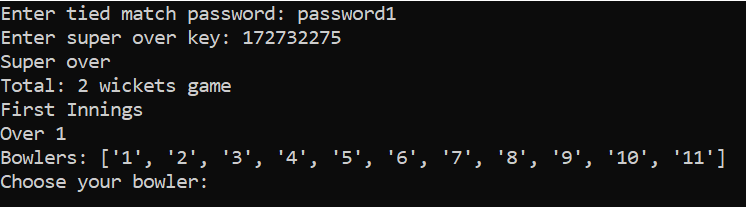 Enter tied match password: password1
Enter super over key: 172732275
Super over
Total: 2 wickets game
First Innings
Over 1
Bowlers: ['1', '2', '3', '4', '5', '6', '7', '8', '9', '10', '11']
Choose your bowler: